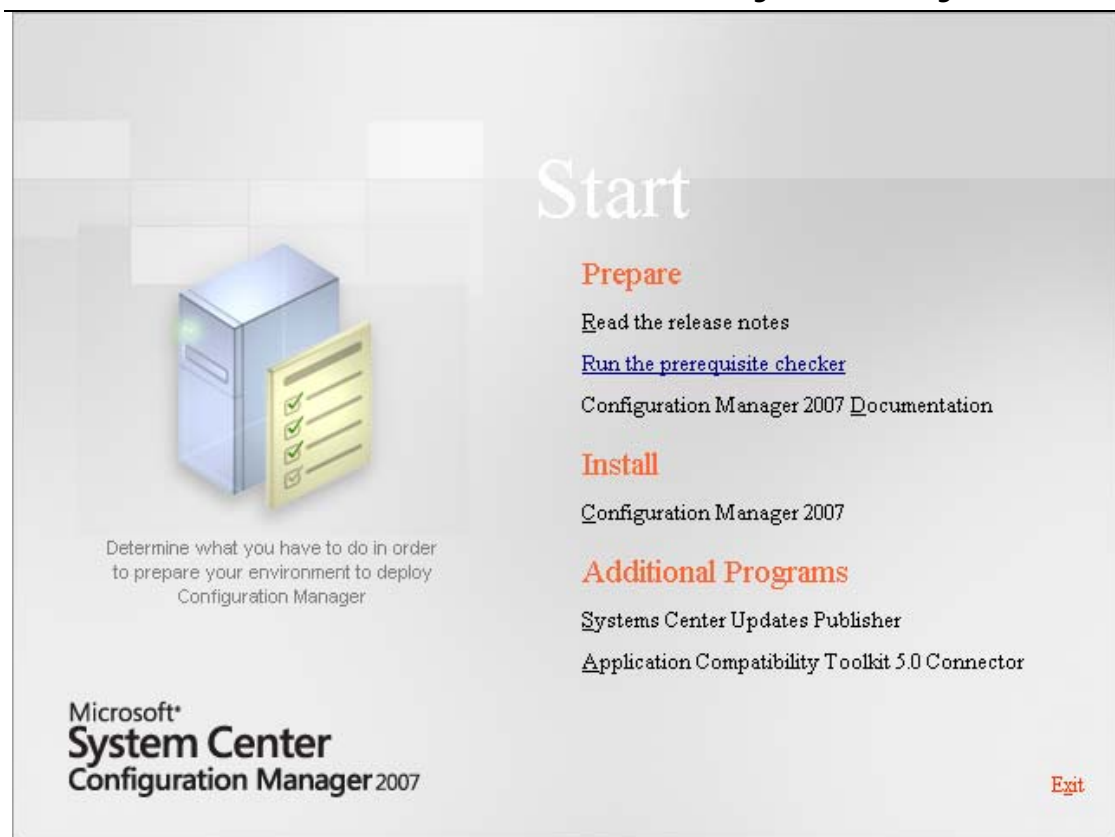 Start
Prepare
Read the release notes
Run the prerequisite checker
Configuration Manager 2007 Documentation
Install
Configuration Manager 2007
Additional Programs
Systems Center Updates Publisher
Application Compatibility Toolkit 5.0 Connector
Determine what you have to do in order
to prepare your environment to deploy
Configuration Manager
Microsoft
System Center
Configuration Manager 2007
Exit